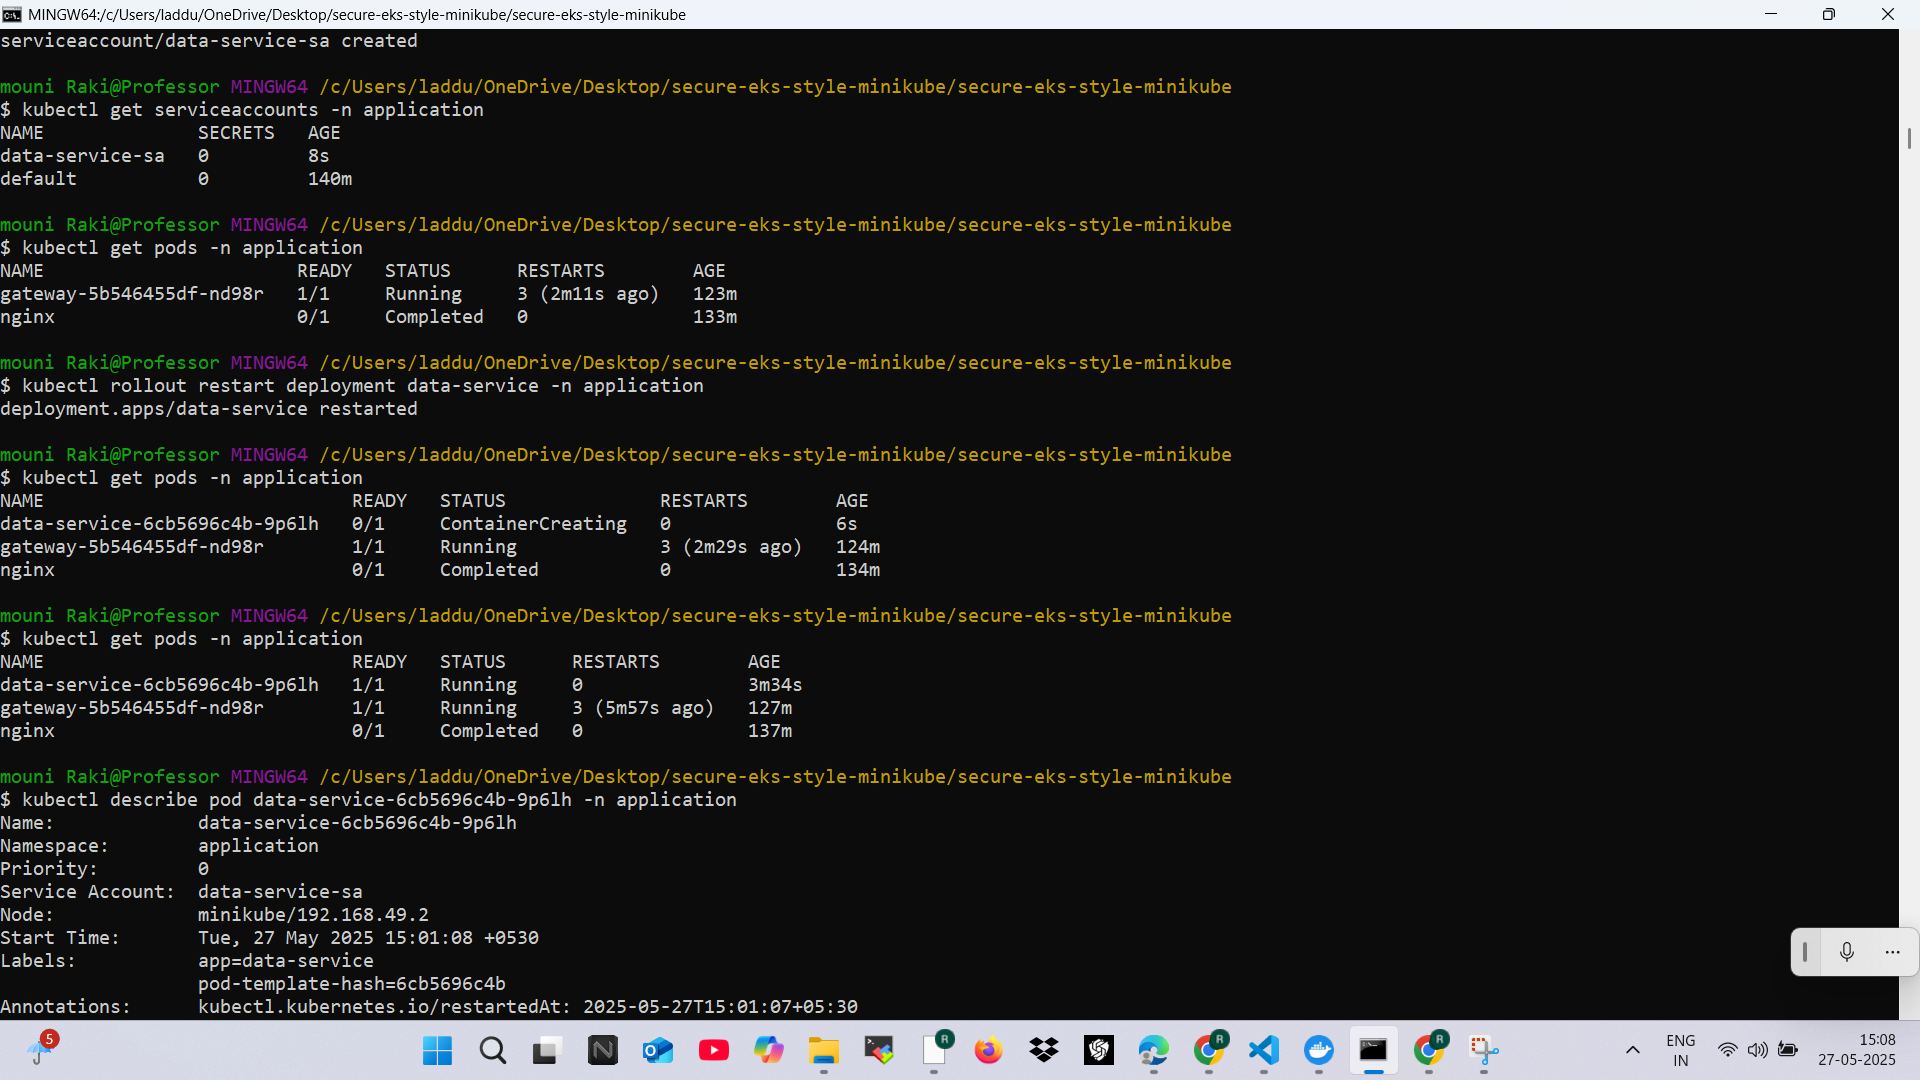 MINGW64:/c/Users/laddu/OneDrive/Desktop/secure-eks-style-minikube/secure-eks-style-minikube
serviceaccount/data-service-sa created
mouni Raki@Professor MINGW64 /c/Users/laddu/OneDrive/Desktop/secure-eks-style-minikube/secure-eks-style-minikube
$ kubectl get serviceaccounts -n application
NAME SECRETS AGE
data-service-sa 0 8s
default 0 140m
mouni Raki@Professor MINGW64 /c/Users/laddu/OneDrive/Desktop/secure-eks-style-minikube/secure-eks-style-minikube
$ kubectl get pods -n application
NAME READY STATUS RESTARTS AGE
gateway-5b546455df-nd98r 1/1 Running 3 (2m11s ago) 123m
nginx 0/1 Completed 0 133m
mouni Raki@Professor MINGW64 /c/Users/laddu/OneDrive/Desktop/secure-eks-style-minikube/secure-eks-style-minikube
$ kubectl rollout restart deployment data-service -n application
deployment.apps/data-service restarted
mouni Raki@Professor MINGW64 /c/Users/laddu/OneDrive/Desktop/secure-eks-style-minikube/secure-eks-style-minikube
$ kubectl get pods -n application
NAME READY STATUS RESTARTS AGE
data-service-6cb5696c4b-9p6lh 0/1 ContainerCreating 0 6s
gateway-5b546455df-nd98r 1/1 Running 3 (2m29s ago) 124m
nginx 0/1 Completed 0 134m
mouni Raki@Professor MINGW64 /c/Users/laddu/OneDrive/Desktop/secure-eks-style-minikube/secure-eks-style-minikube
$ kubectl get pods -n application
NAME READY STATUS RESTARTS AGE
data-service-6cb5696c4b-9p6lh 1/1 Running 0 3m34s
gateway-5b546455df-nd98r 1/1 Running 3 (5m57s ago) 127m
nginx 0/1 Completed 0 137m
mouni Raki@Professor MINGW64 /c/Users/laddu/OneDrive/Desktop/secure-eks-style-minikube/secure-eks-style-minikube
$ kubectl describe pod data-service-6cb5696c4b-9p6lh -n application
Name: data-service-6cb5696c4b-9p6lh
Namespace: application
Priority: 0
Service Account: data-service-sa
Node: minikube/192.168.49.2
Start Time: Tue, 27 May 2025 15:01:08 +0530
Labels: app=data-service
pod-template-hash=6cb5696c4b
Annotations: kubectl.kubernetes.io/restartedAt: 2025-05-27T15:01:07+05:30
5
R
R
R
R
ENG
IN
15:08
27-05-2025